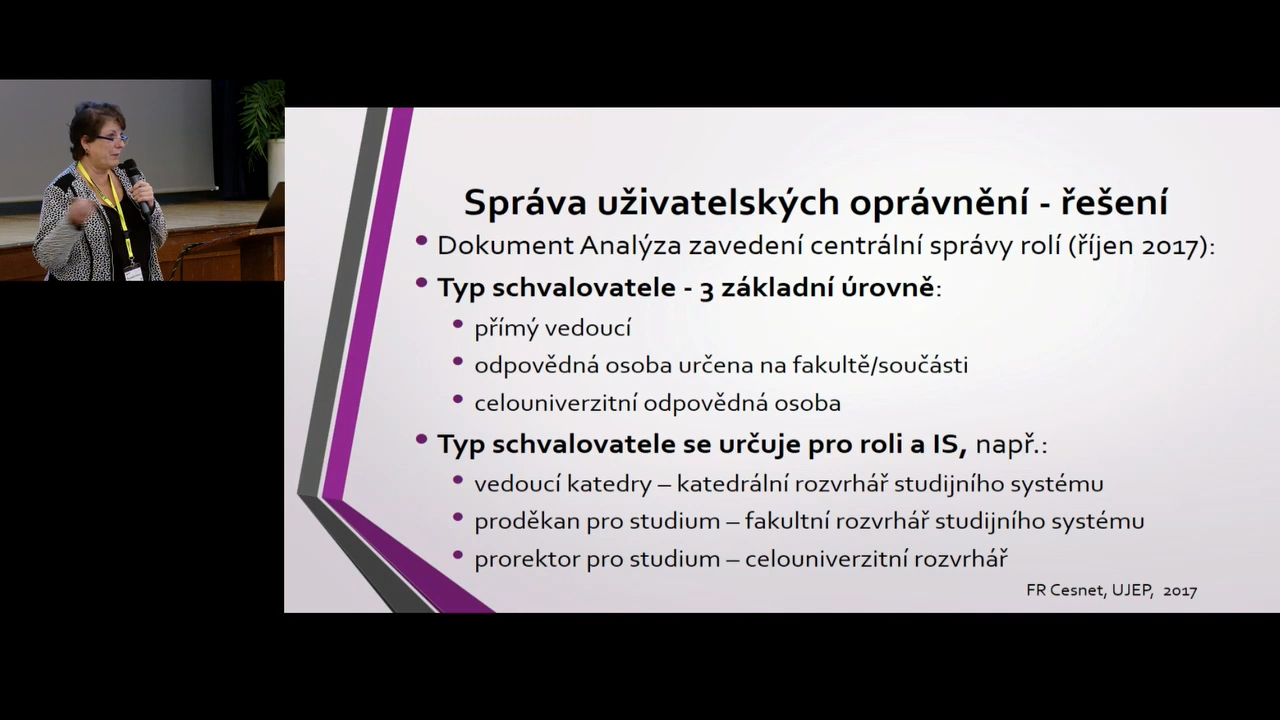 Správa uživatelských oprávnění - řešení
• Dokument Analýza zavedení centrální správy rolí (říjen 2017):
• Typ schvalovatele - 3 základní úrovně:
• přímý vedoucí
• odpovědná osoba určena na fakultě/součásti
• celouniverzitní odpovědná osoba
• Typ schvalovatele se určuje pro roli a IS, např.:
• vedoucí katedry – katedrální rozvrhář studijního systému
• proděkan pro studium – fakultní rozvrhář studijního systému
• prorektor pro studium – celouniverzitní rozvrhář
FR Cesnet, UJEP, 2017